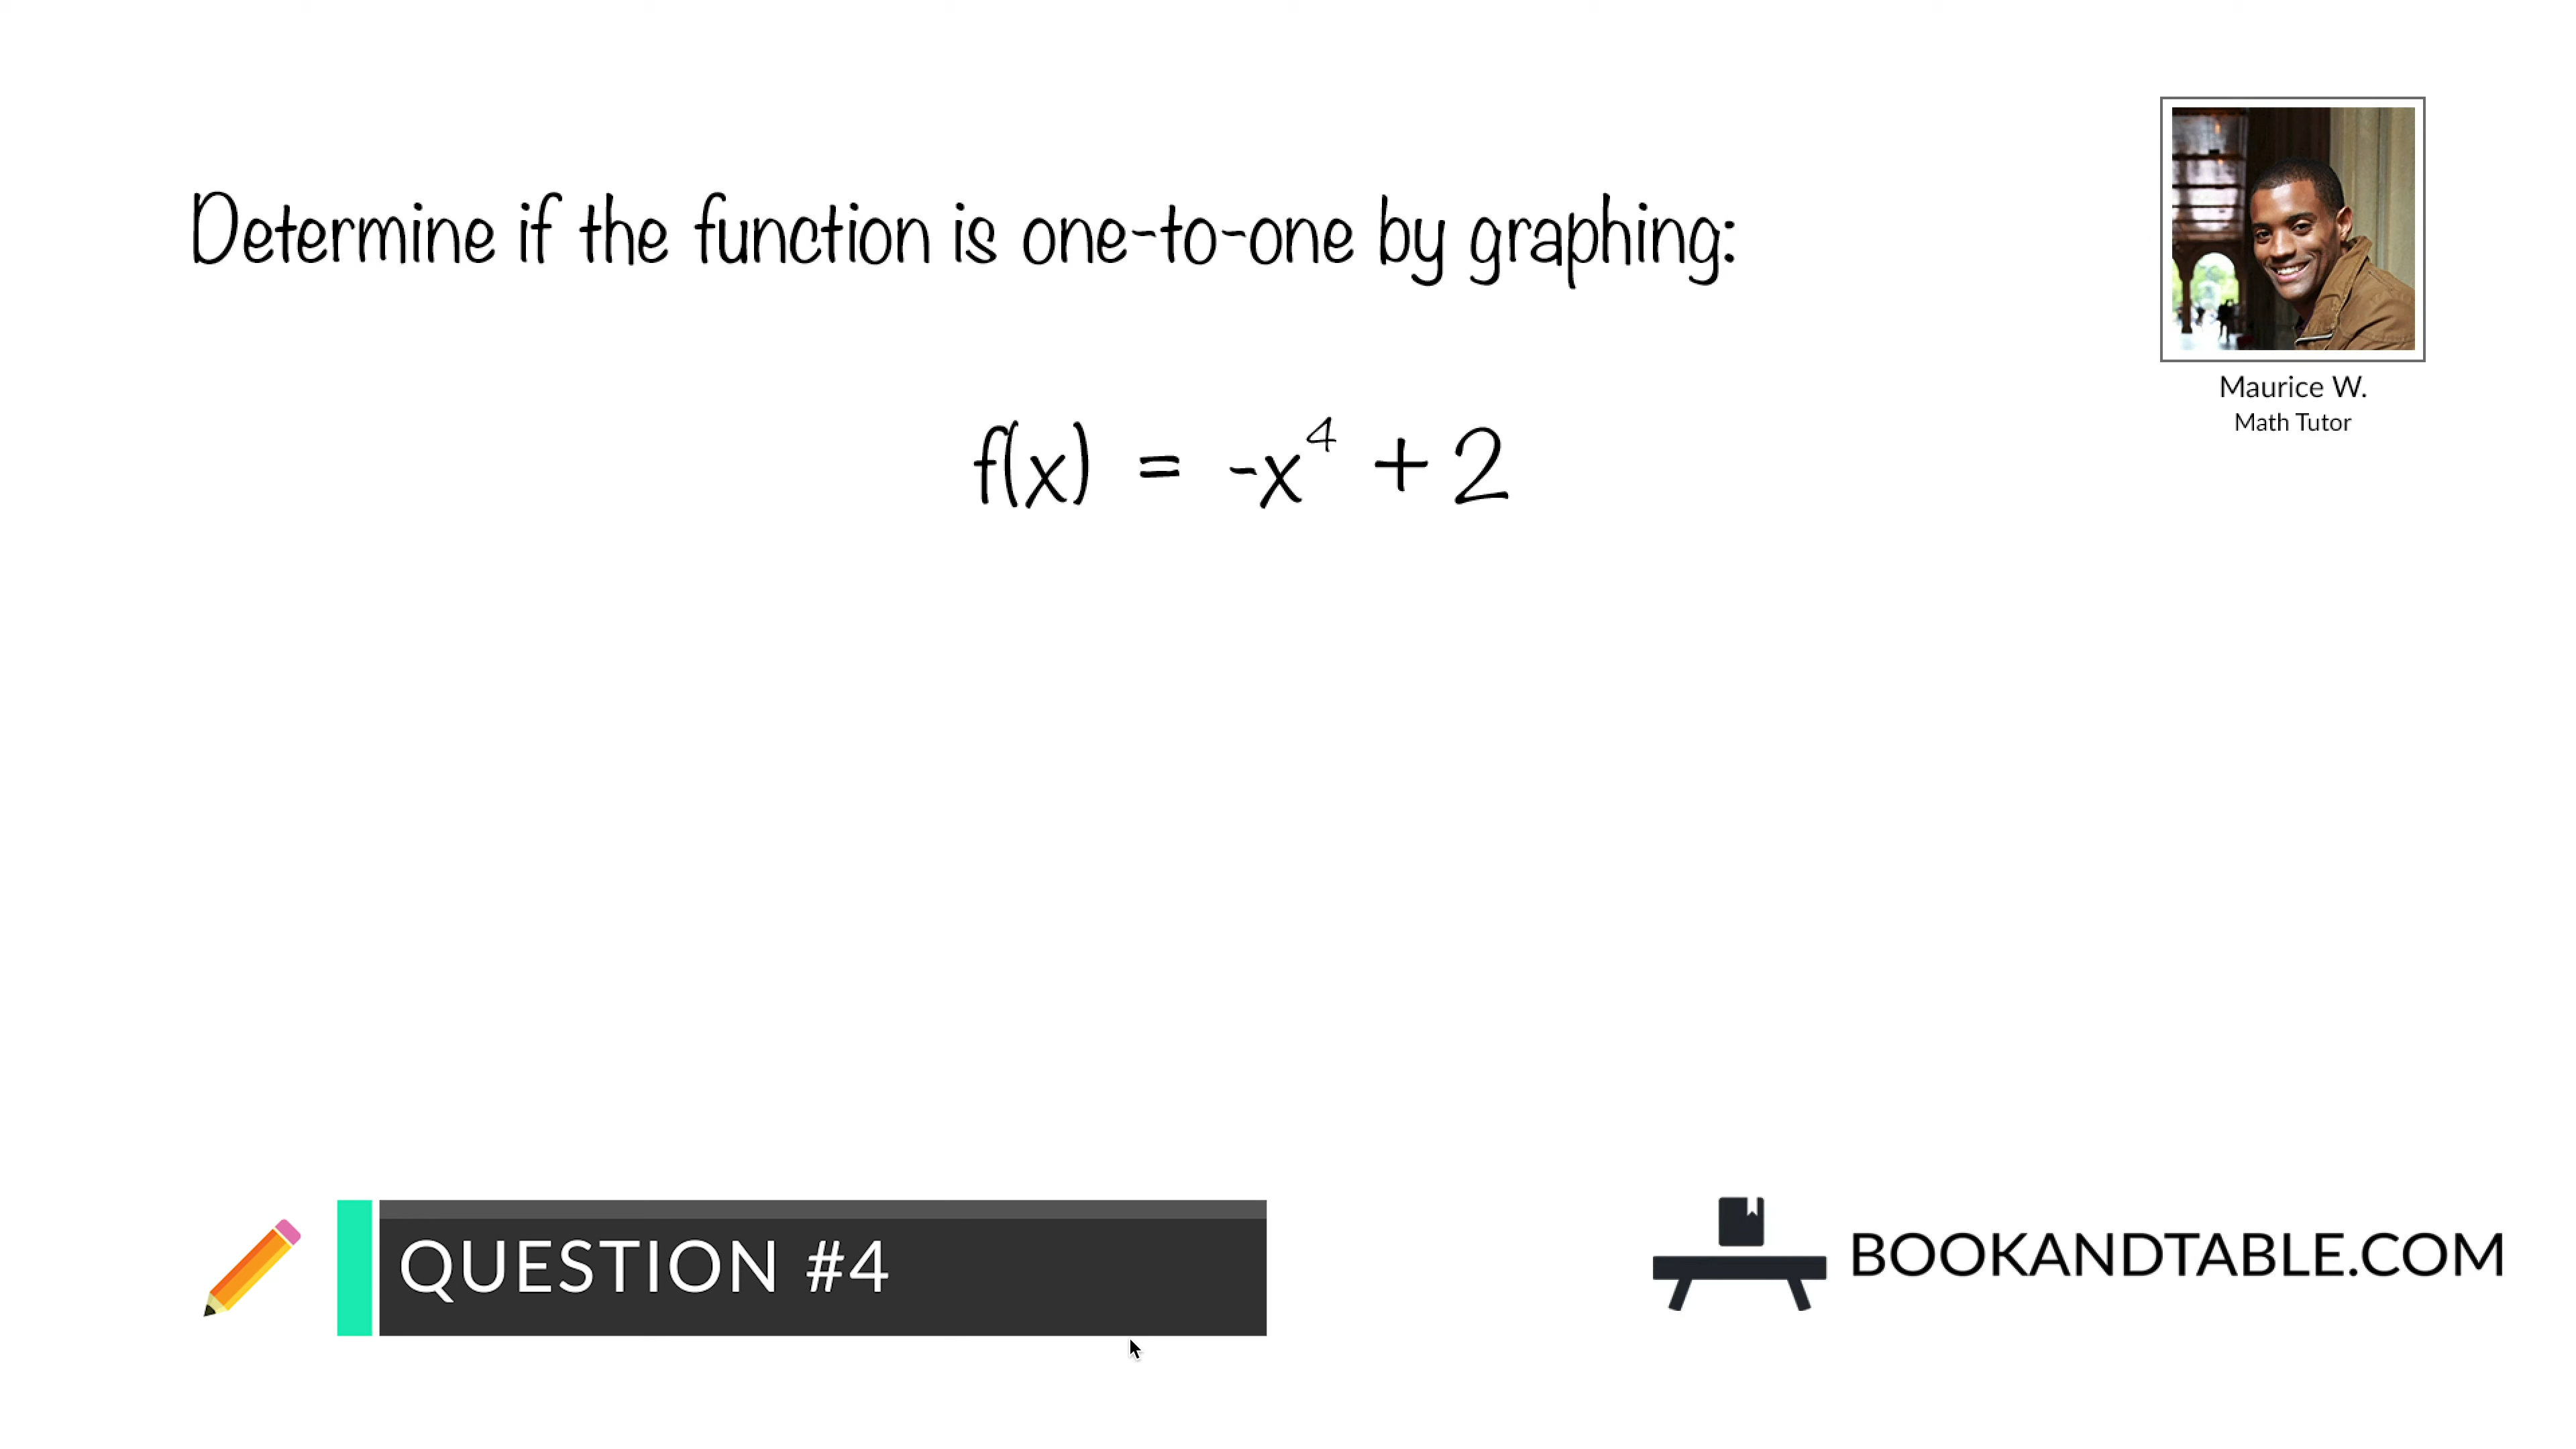 Determine if the function is one-to-one by graphing:
f(x) = -x⁴ + 2
Maurice W.
Math Tutor
QUESTION #4
BOOKANDTABLE.COM